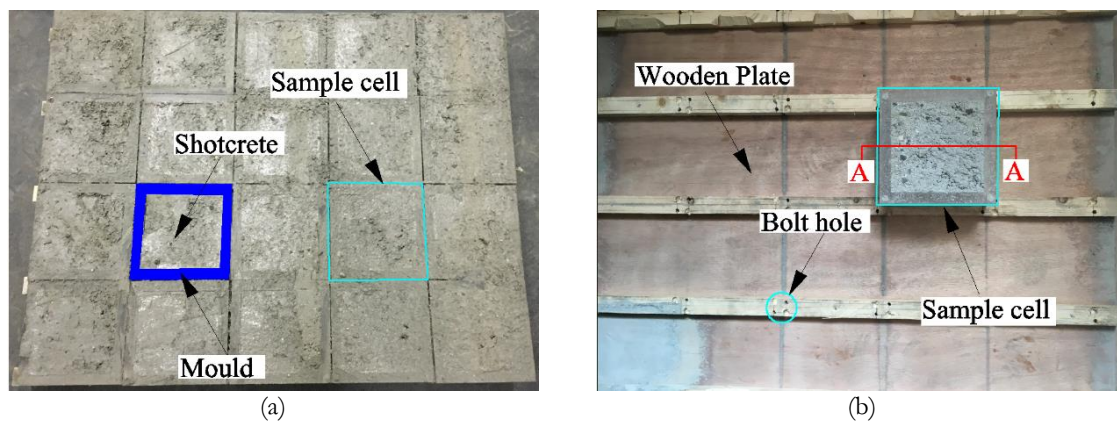 Sample cell
Shotcrete
Mould
(a)
Wooden Plate
A
A
Bolt hole
Sample cell
(b)